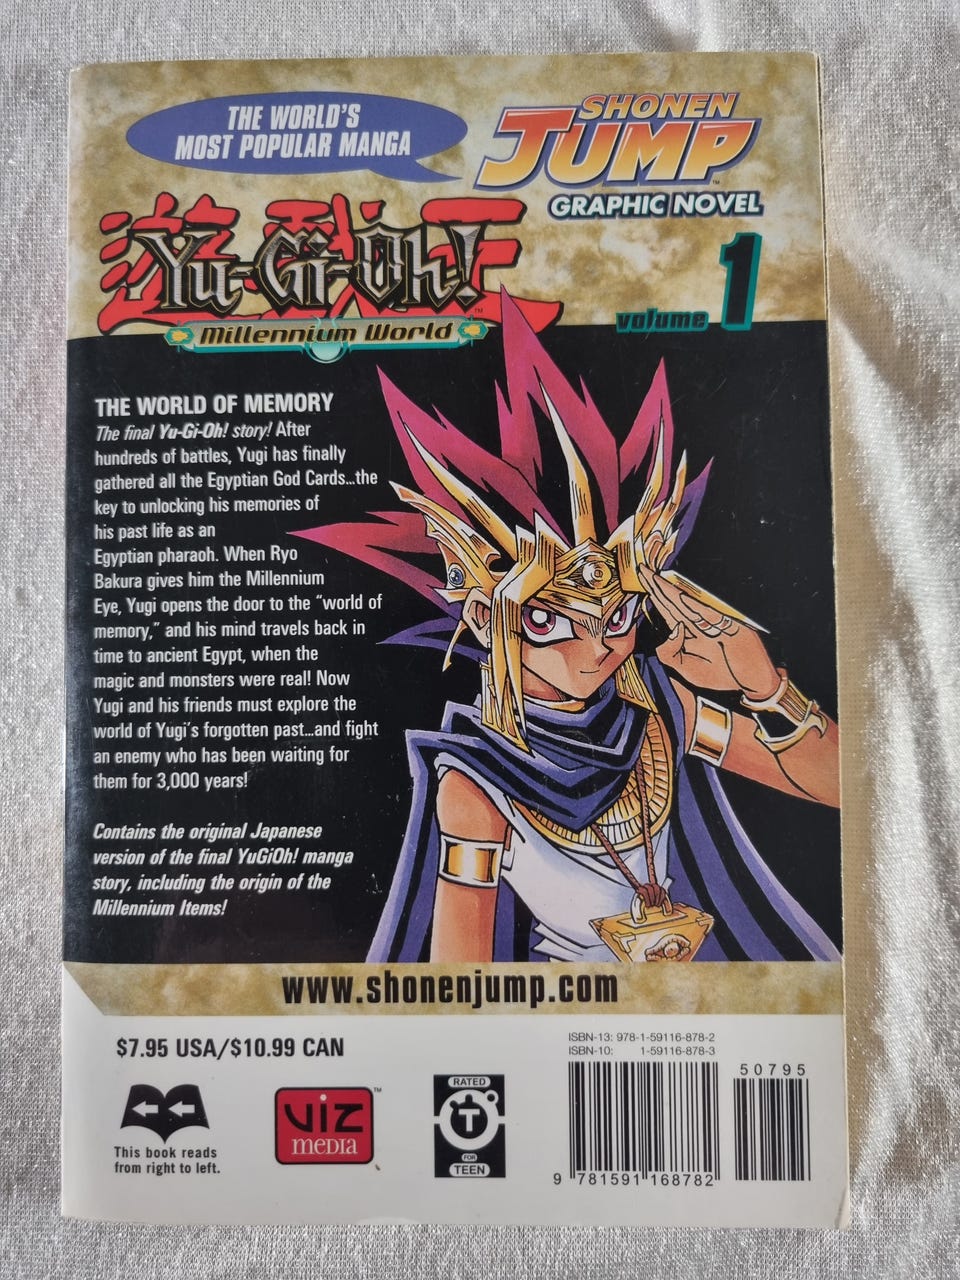 THE WORLD'S
MOST POPULAR MANGA
SHONEN
JUMP™
GRAPHIC NOVEL
遊戯王
Yu-Gi-Oh!™
Millennium World
volume 1
THE WORLD OF MEMORY
The final Yu-Gi-Oh! story! After
hundreds of battles, Yugi has finally
gathered all the Egyptian God Cards...the
key to unlocking his memories of
his past life as an
Egyptian pharaoh. When Ryo
Bakura gives him the Millennium
Eye, Yugi opens the door to the “world of
memory,” and his mind travels back in
time to ancient Egypt, when the
magic and monsters were real! Now
Yugi and his friends must explore the
world of Yugi's forgotten past...and fight
an enemy who has been waiting for
them for 3,000 years!
Contains the original Japanese
version of the final YuGiOh! manga
story, including the origin of the
Millennium Items!
www.shonenjump.com
$7.95 USA/$10.99 CAN
This book reads
from right to left.
VIZ™
MEDIA
RATED
T
FOR
TEEN
ISBN-13: 978-1-59116-878-2
ISBN-10: 1-59116-878-3
50795
9 781591 168782